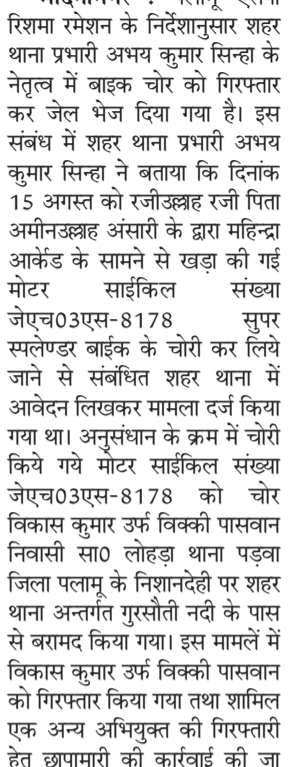 रिशमा रमेशन के निर्देशानुसार शहर
थाना प्रभारी अभय कुमार सिन्हा के
नेतृत्व में बाइक चोर को गिरफ्तार
कर जेल भेज दिया गया है। इस
संबंध में शहर थाना प्रभारी अभय
कुमार सिन्हा ने बताया कि दिनांक
15 अगस्त को रजीउल्लाह रजी पिता
अमीनउल्लाह अंसारी के द्वारा महिन्द्रा
आर्केड के सामने से खड़ा की गई
मोटर साईकिल संख्या
जेएच03एस-8178 सुपर
स्पलेण्डर बाईक के चोरी कर लिये
जाने से संबंधित शहर थाना में
आवेदन लिखकर मामला दर्ज किया
गया था। अनुसंधान के क्रम में चोरी
किये गये मोटर साईकिल संख्या
जेएच03एस-8178 को चोर
विकास कुमार उर्फ विक्की पासवान
निवासी सा0 लोहड़ा थाना पड़वा
जिला पलामू के निशानदेही पर शहर
थाना अन्तर्गत गुरसौती नदी के पास
से बरामद किया गया। इस मामलें में
विकास कुमार उर्फ विक्की पासवान
को गिरफ्तार किया गया तथा शामिल
एक अन्य अभियुक्त की गिरफ्तारी
हेतु छापामारी की कार्रवाई की जा